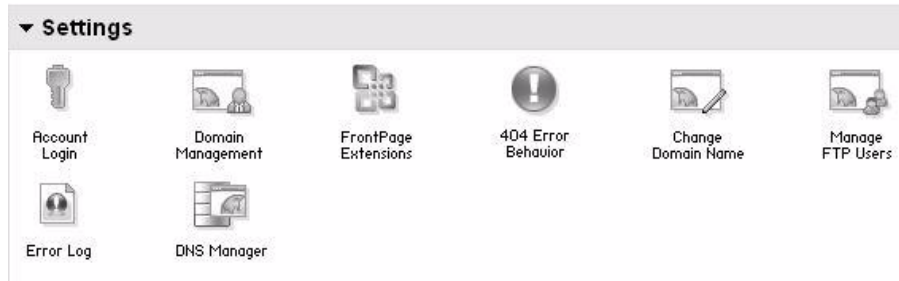 Settings
Account
Login
Domain
Management
FrontPage
Extensions
404 Error
Behavior
Change
Domain Name
Manage
FTP Users
Error Log
DNS Manager